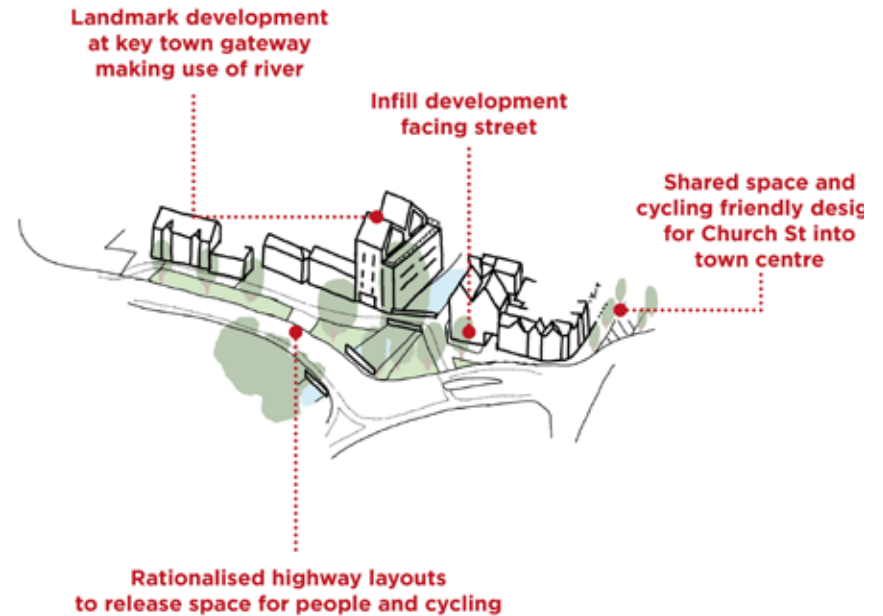 Landmark development
at key town gateway
making use of river
Infill development
facing street
Shared space and
cycling friendly desig
for Church St into
town centre
Rationalised highway layouts
to release space for people and cycling